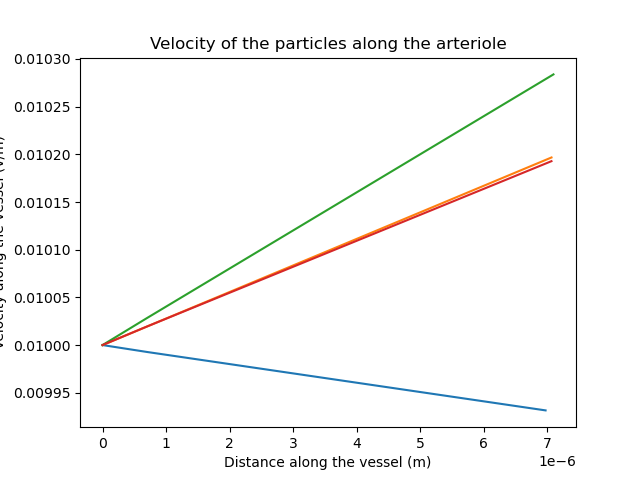 Velocity of the particles along the arteriole
0.01030
0.01025
0.01020
0.01015
0.01010
0.01005
0.01000
0.00995
velocity along the vessel (v/m)
0 1 2 3 4 5 6 7
1e−6
Distance along the vessel (m)